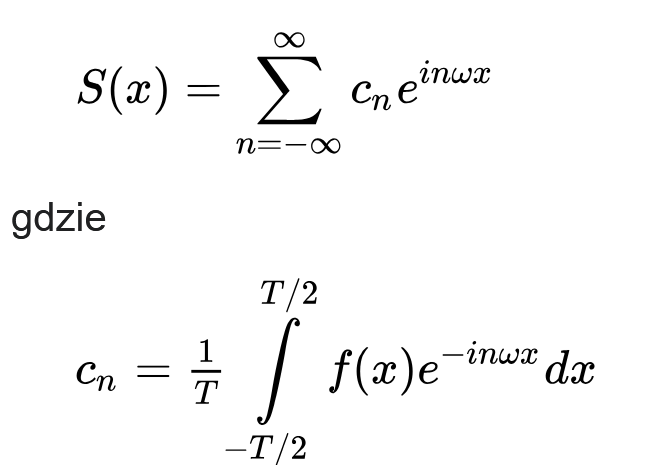 S(x) = ∑_{n=−∞}^{∞} c_n e^{inωx}
gdzie
c_n = \frac{1}{T} ∫_{−T/2}^{T/2} f(x)e^{−inωx} dx